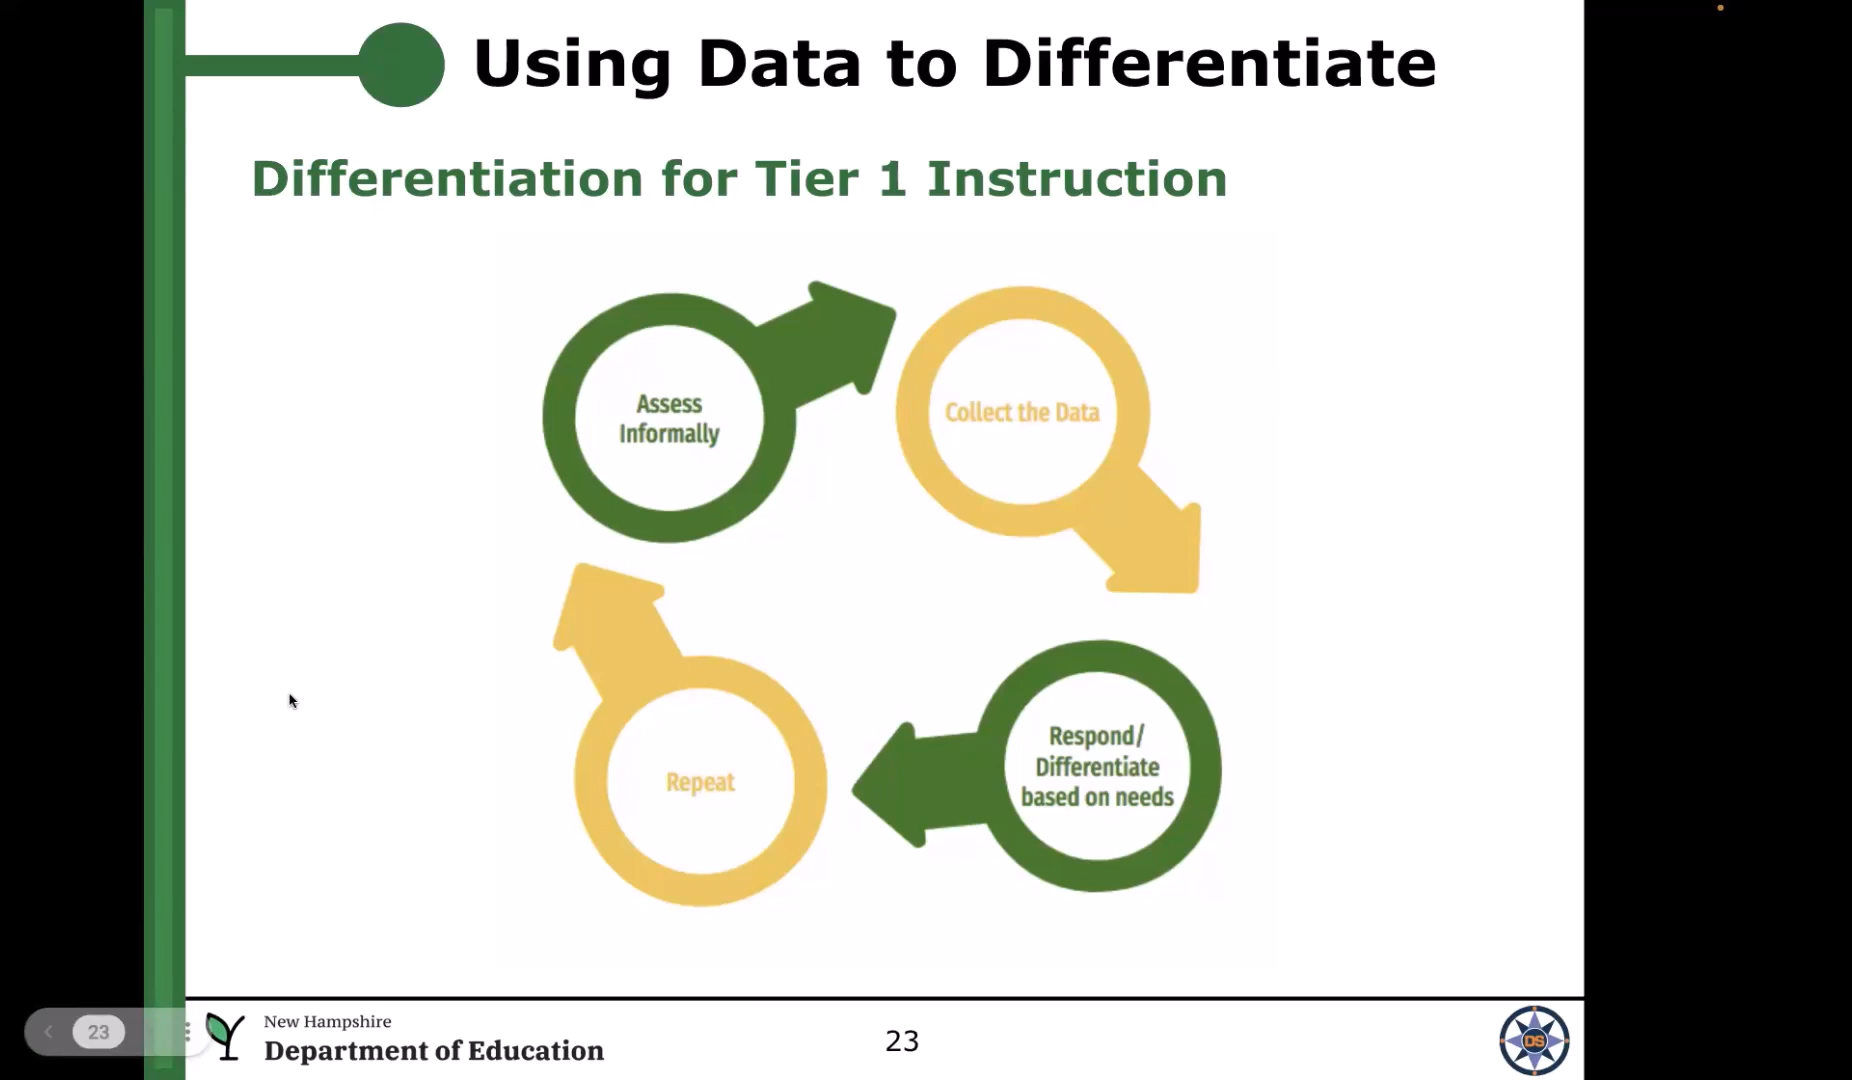 Using Data to Differentiate
Differentiation for Tier 1 Instruction
Assess
Informally
Collect the Data
Respond/
Differentiate
based on needs
Repeat
23
New Hampshire
Department of Education
23
DS